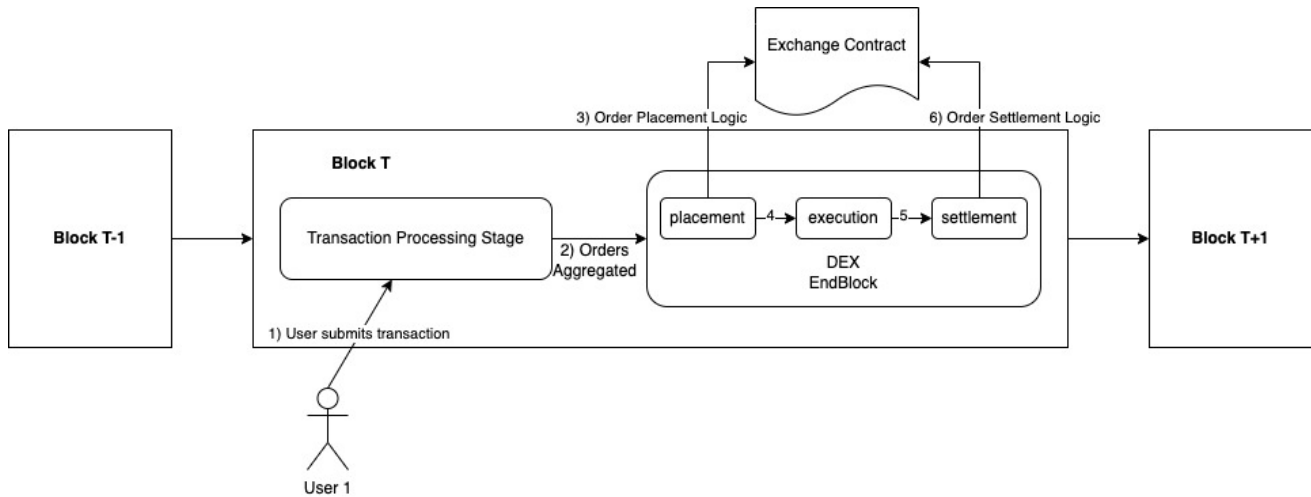 Exchange Contract
3) Order Placement Logic
6) Order Settlement Logic
Block T-1
Block T
Transaction Processing Stage
2) Orders
Aggregated
placement
4
execution
5
settlement
DEX
EndBlock
Block T+1
1) User submits transaction
User 1